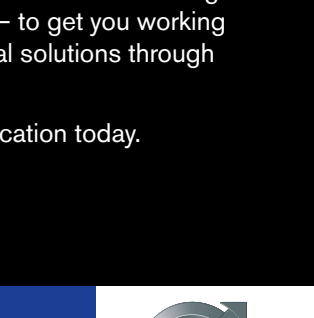 – to get you working
al solutions through
cation today.